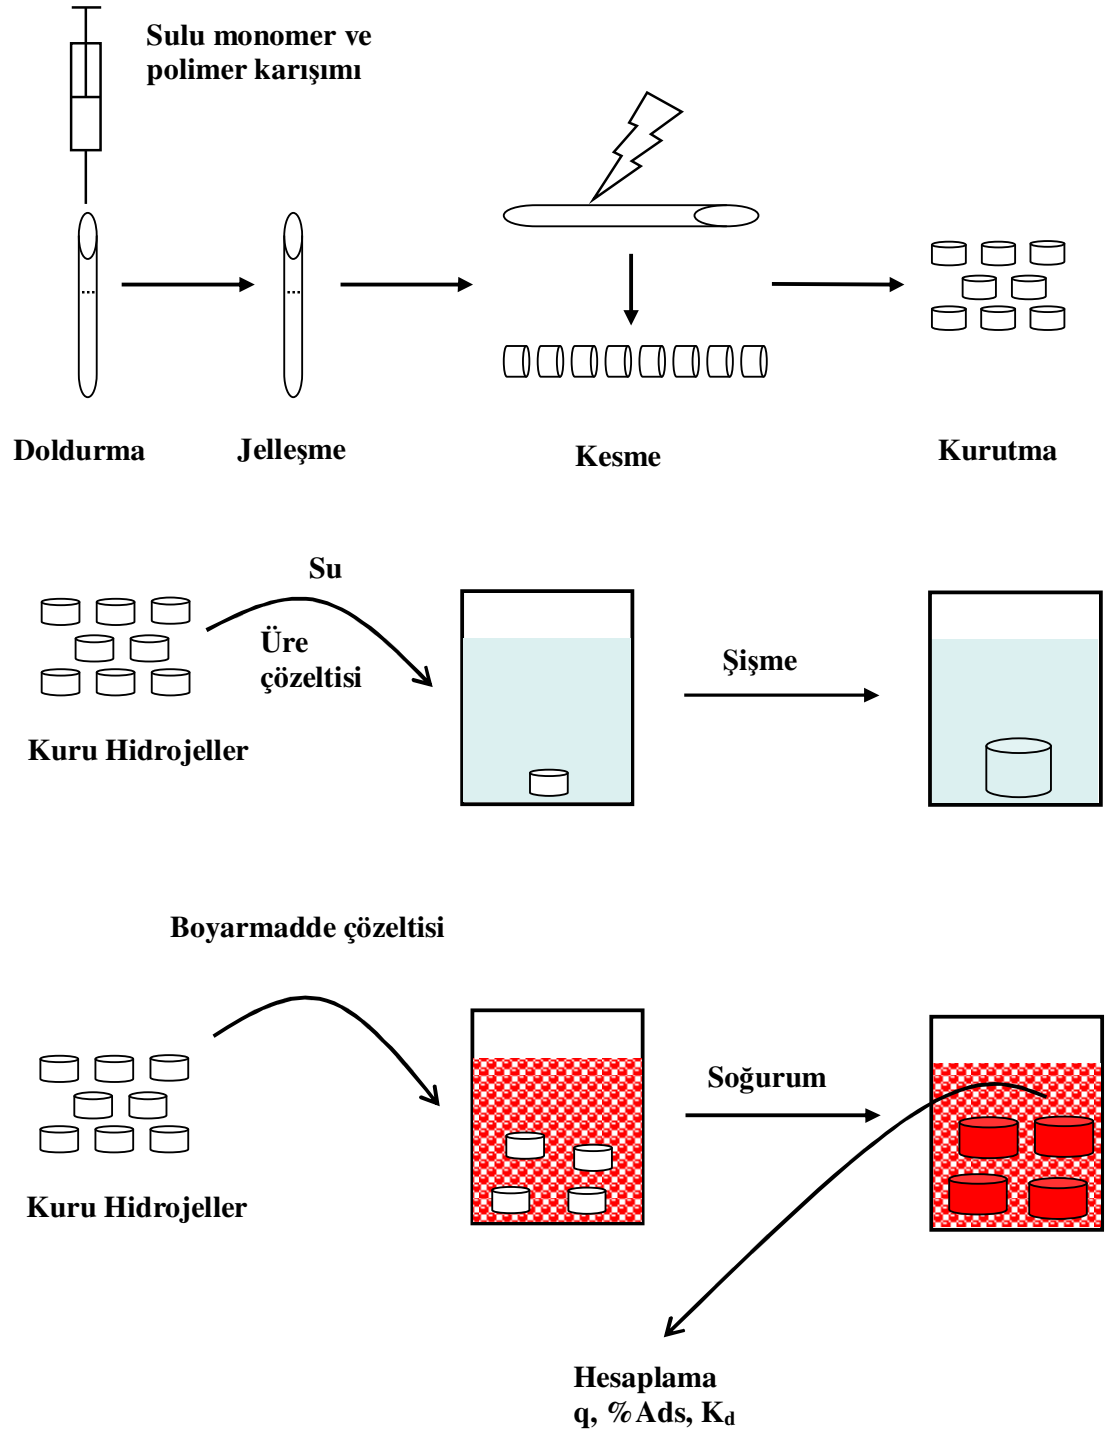 Sulu monomer ve
polimer karışımı
Doldurma
Jelleşme
Kesme
Kurutma
Su
Üre
çözeltisi
Şişme
Kuru Hidrojeller
Boyarmadde çözeltisi
Soğurum
Kuru Hidrojeller
Hesaplama
q, %Ads, K_d